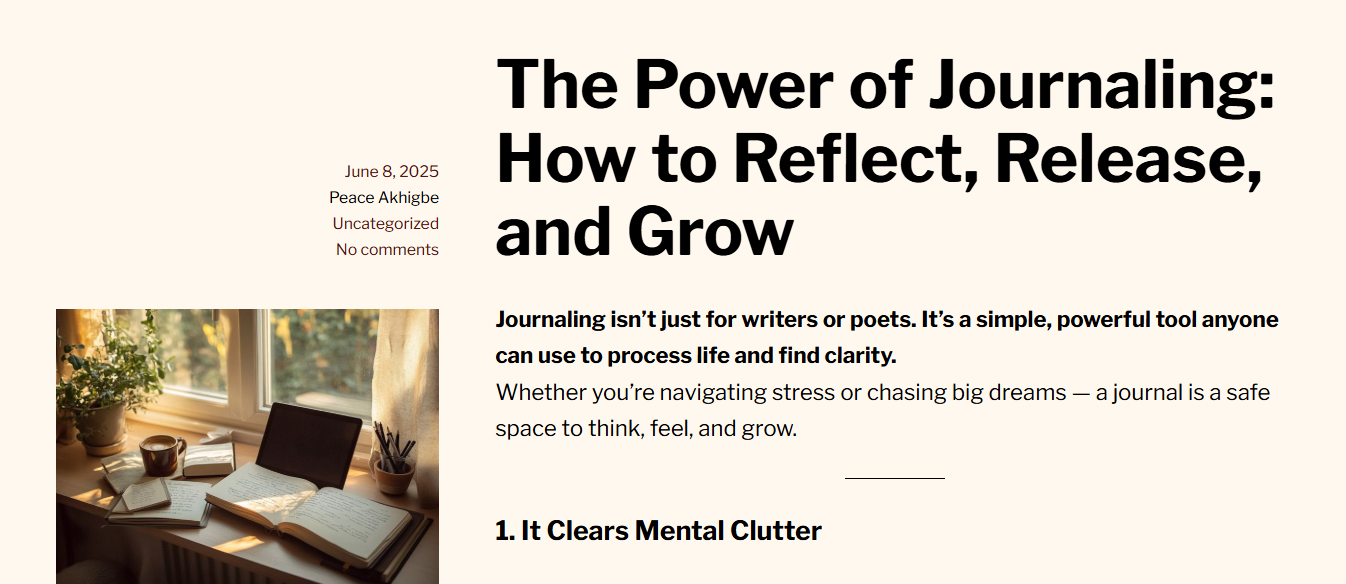 The Power of Journaling:
How to Reflect, Release,
and Grow
June 8, 2025
Peace Akhigbe
Uncategorized
No comments
Journaling isn’t just for writers or poets. It’s a simple, powerful tool anyone
can use to process life and find clarity.
Whether you’re navigating stress or chasing big dreams — a journal is a safe
space to think, feel, and grow.
1. It Clears Mental Clutter